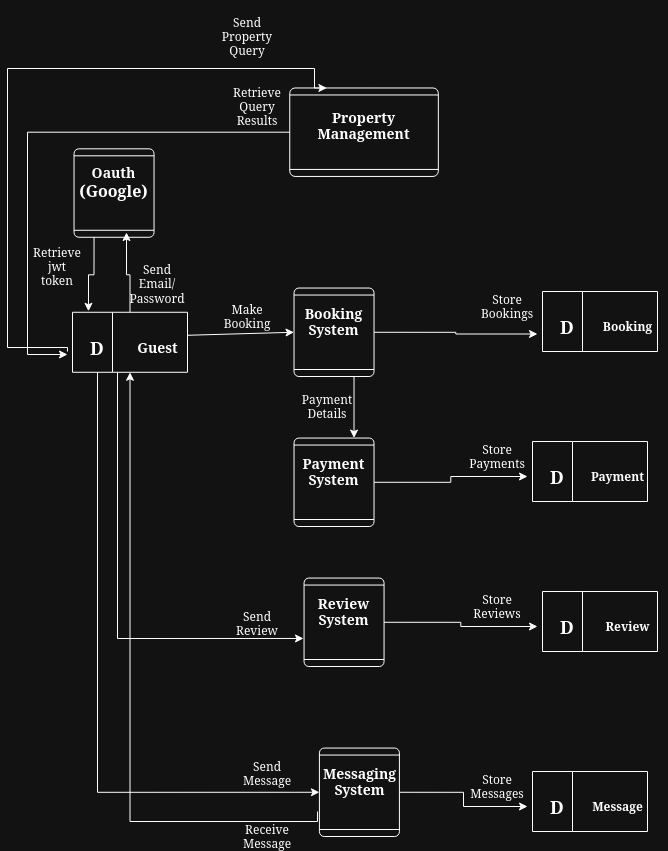 Send
Property
Query
Retrieve
Query
Results
Property
Management
Oauth
(Google)
Retrieve
jwt
token
Send
Email/
Password
D
Guest
Make
Booking
Booking
System
Store
Bookings
D
Booking
Payment
Details
Payment
System
Store
Payments
D
Payment
Send
Review
Review
System
Store
Reviews
D
Review
Send
Message
Messaging
System
Store
Messages
D
Message
Receive
Message